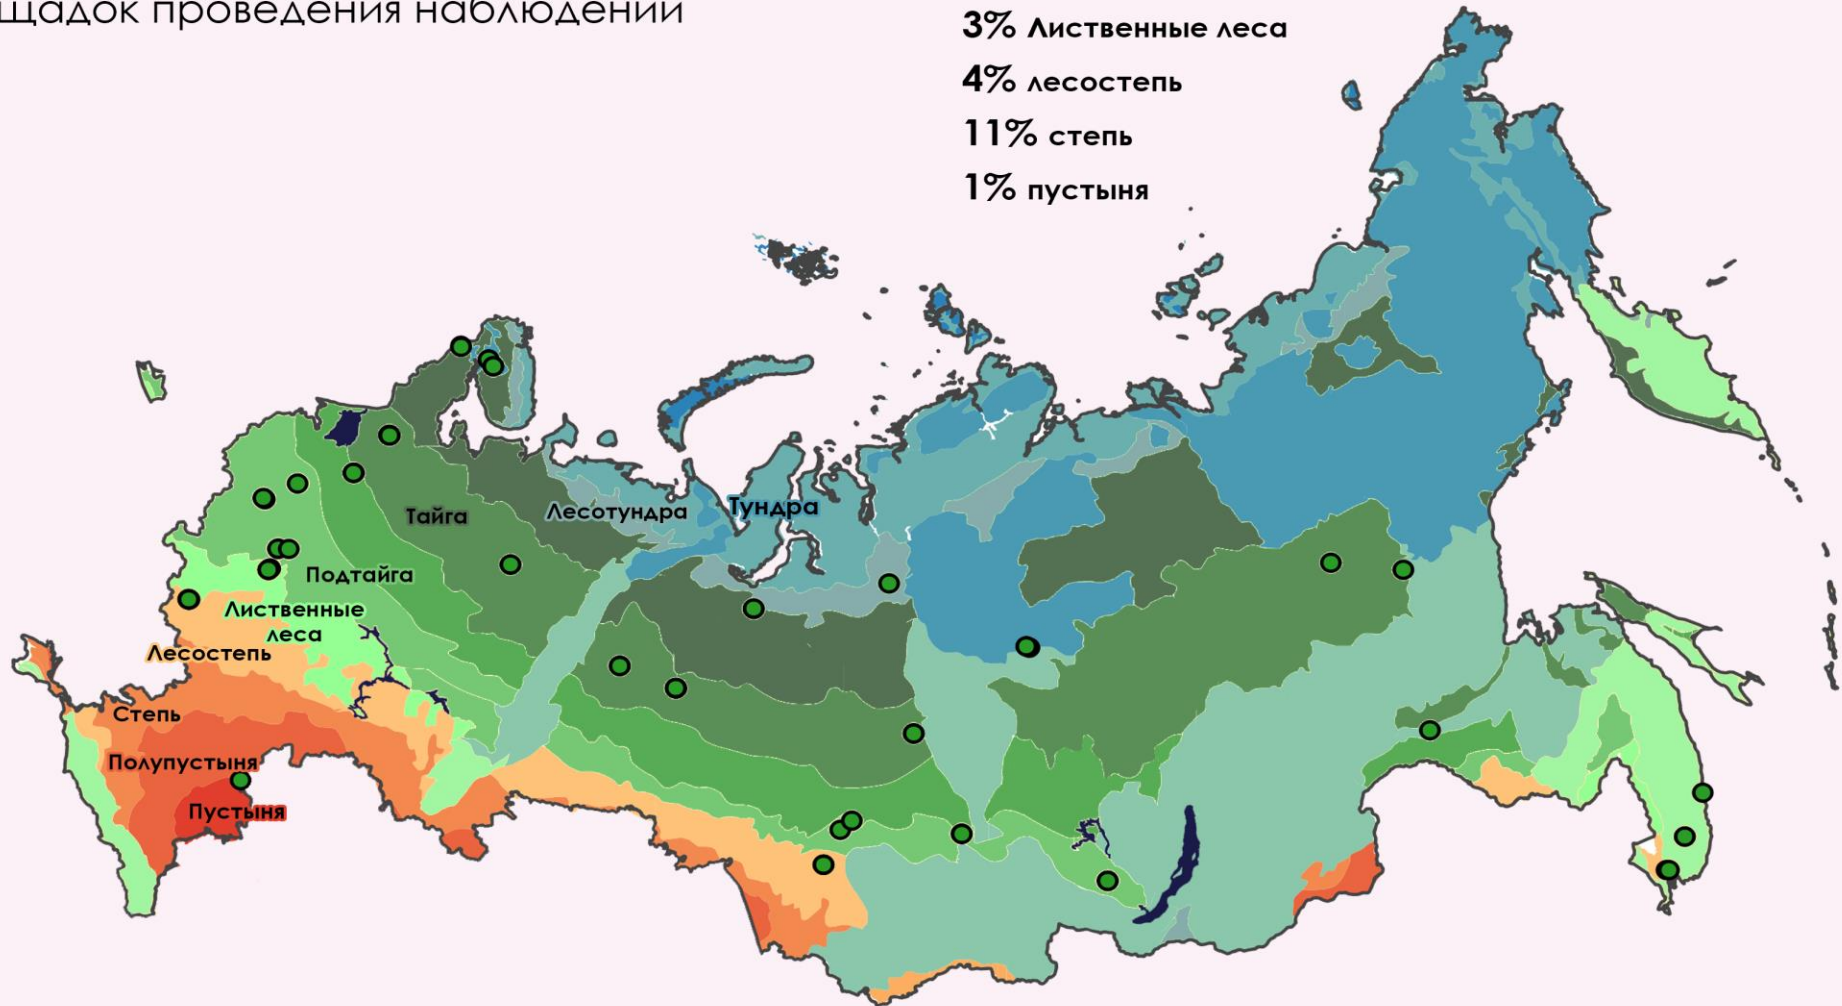 щадок проведения наблюдений
3% Лиственные леса
4% лесостепь
11% степь
1% пустыня
Тайга
Лесотундра
Тундра
Подтайга
Лиственные
леса
Лесостепь
Степь
Полупустыня
Пустыня